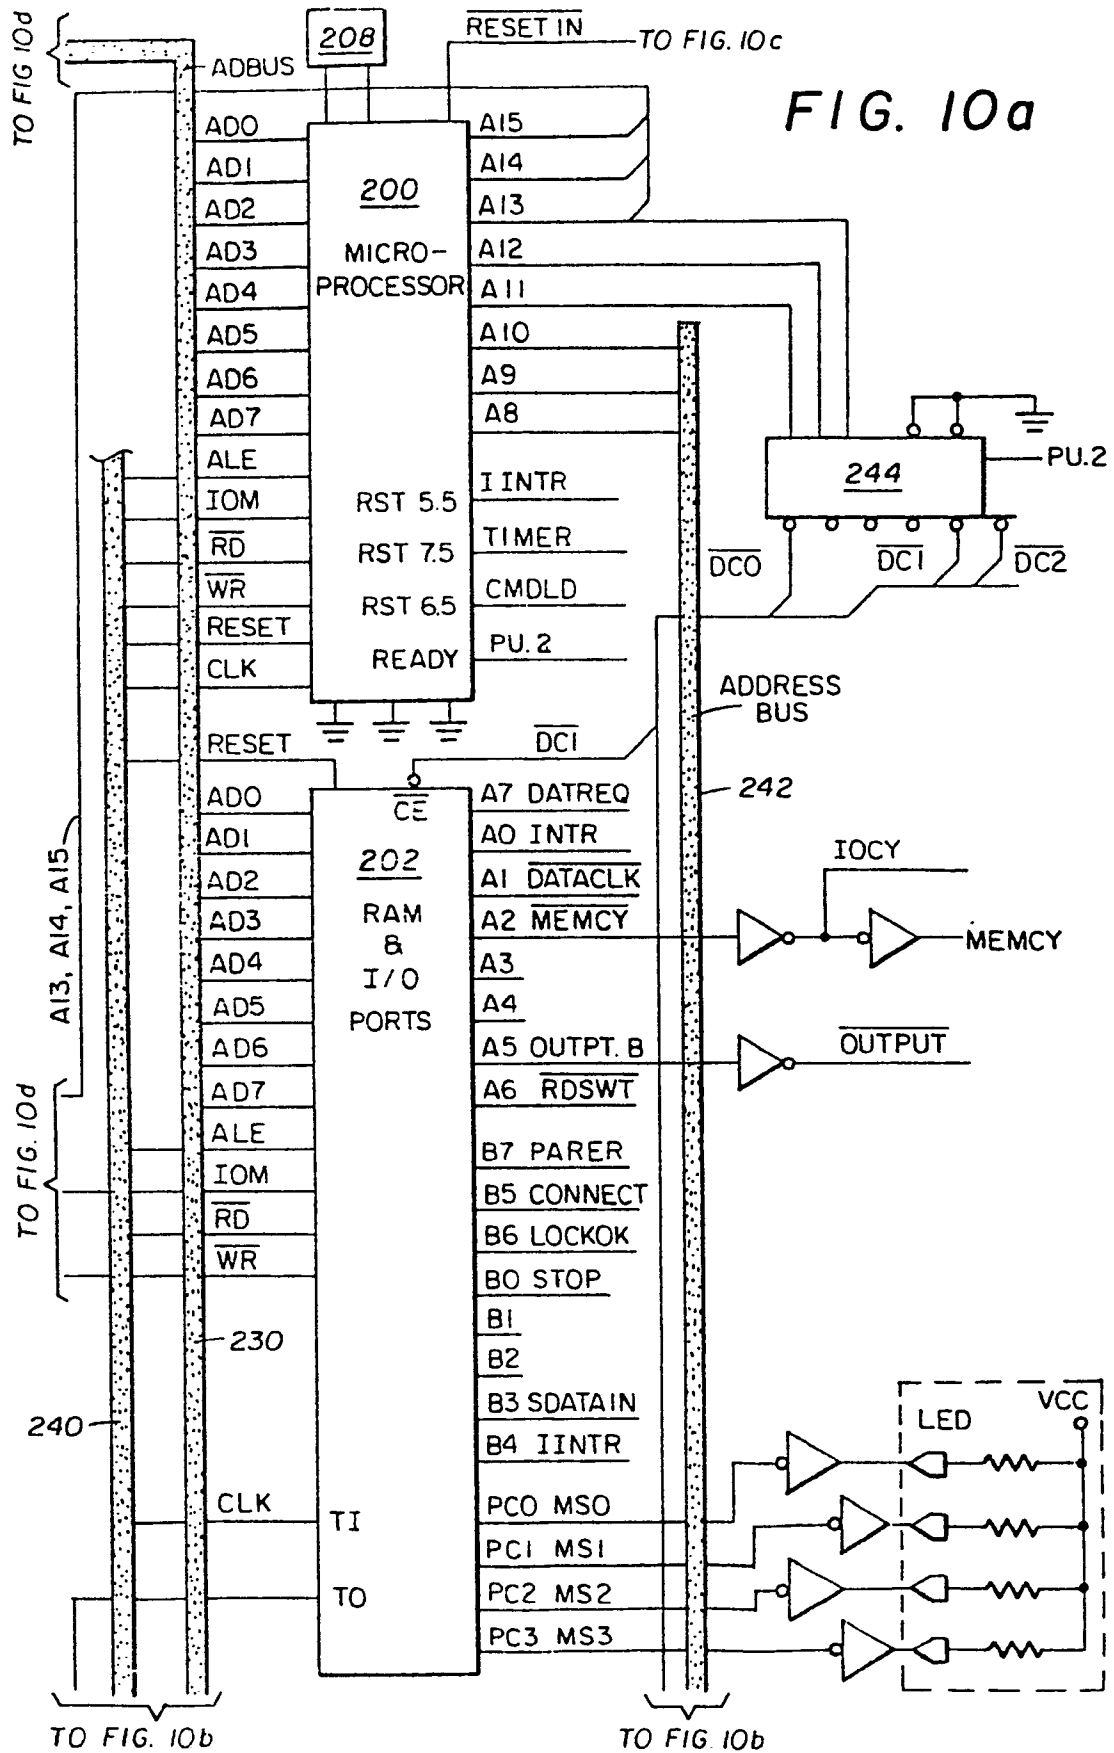 TO FIG 10d
208
RESET IN
TO FIG. 10c
FIG. 10a
ADBUS
AD0
AD1
AD2
AD3
AD4
AD5
AD6
AD7
ALE
IOM
RD
WR
RESET
CLK
200
MICRO-
PROCESSOR
RST 5.5
RST 7.5
RST 6.5
READY
A15
A14
A13
A12
A11
A10
A9
A8
I INTR
TIMER
CMDLD
PU.2
244
PU.2
DC0
DC1
DC2
ADDRESS
BUS
242
RESET
DC1
CE
AD0
AD1
AD2
AD3
AD4
AD5
AD6
AD7
ALE
IOM
RD
WR
A13, A14, A15
TO FIG. 10d
202
RAM
&
I/O
PORTS
A7 DATREQ
A0 INTR
A1 DATACLK
A2 MEMCY
A3
A4
A5 OUTPT. B
A6 RDSWT
B7 PARER
B5 CONNECT
B6 LOCKOK
B0 STOP
B1
B2
B3 SDATAIN
B4 IINTR
PC0 MS0
PC1 MS1
PC2 MS2
PC3 MS3
IOCY
MEMCY
OUTPUT
230
240
CLK
TI
TO
LED
VCC
TO FIG. 10b
TO FIG. 10b